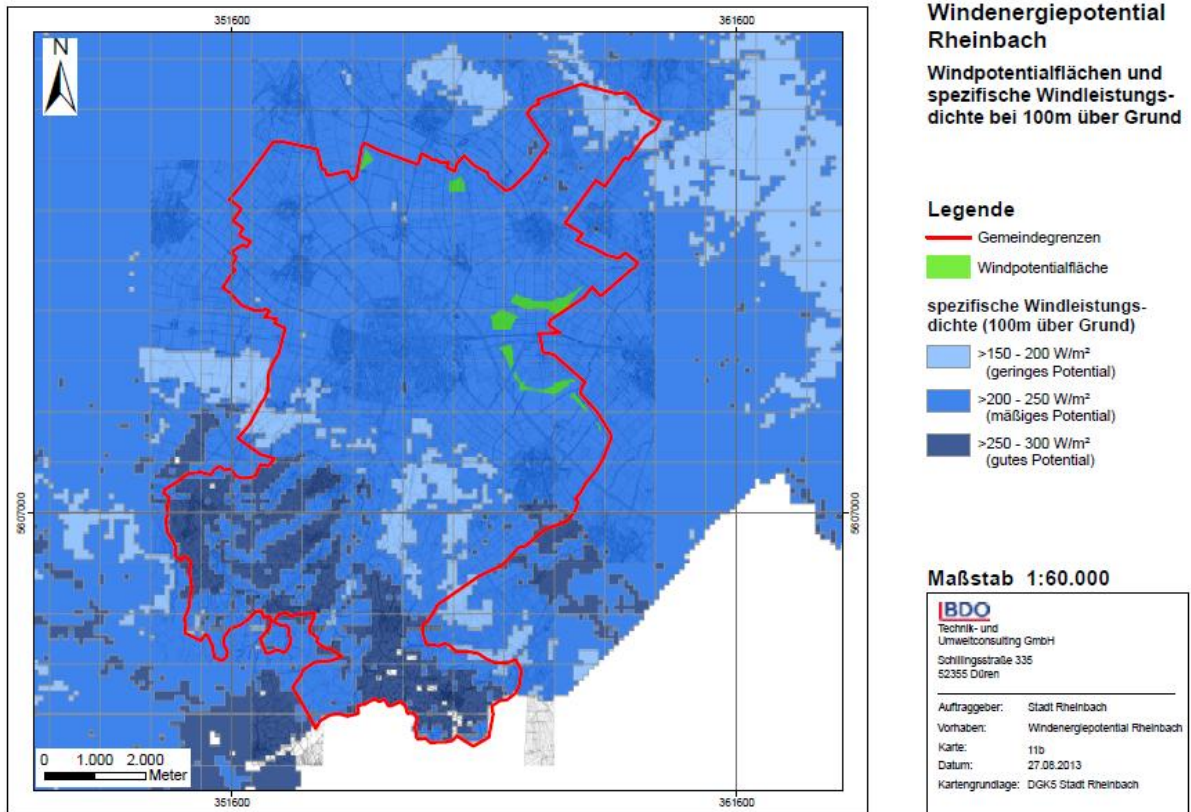 351600
361600
N
5607000
5607000
0 1.000 2.000
Meter
351600
361600
Windenergiepotential
Rheinbach
Windpotentialflächen und
spezifische Windleistungs-
dichte bei 100m über Grund
Legende
Gemeindegrenzen
Windpotentialfläche
spezifische Windleistungs-
dichte (100m über Grund)
>150 - 200 W/m²
(geringes Potential)
>200 - 250 W/m²
(mäßiges Potential)
>250 - 300 W/m²
(gutes Potential)
Maßstab 1:60.000
BDO
Technik- und
Umweltconsulting GmbH
Schillingsstraße 335
52355 Düren
Auftraggeber: Stadt Rheinbach
Vorhaben: Windenergiepotential Rheinbach
Karte: 11b
Datum: 27.08.2013
Kartengrundlage: DGK5 Stadt Rheinbach